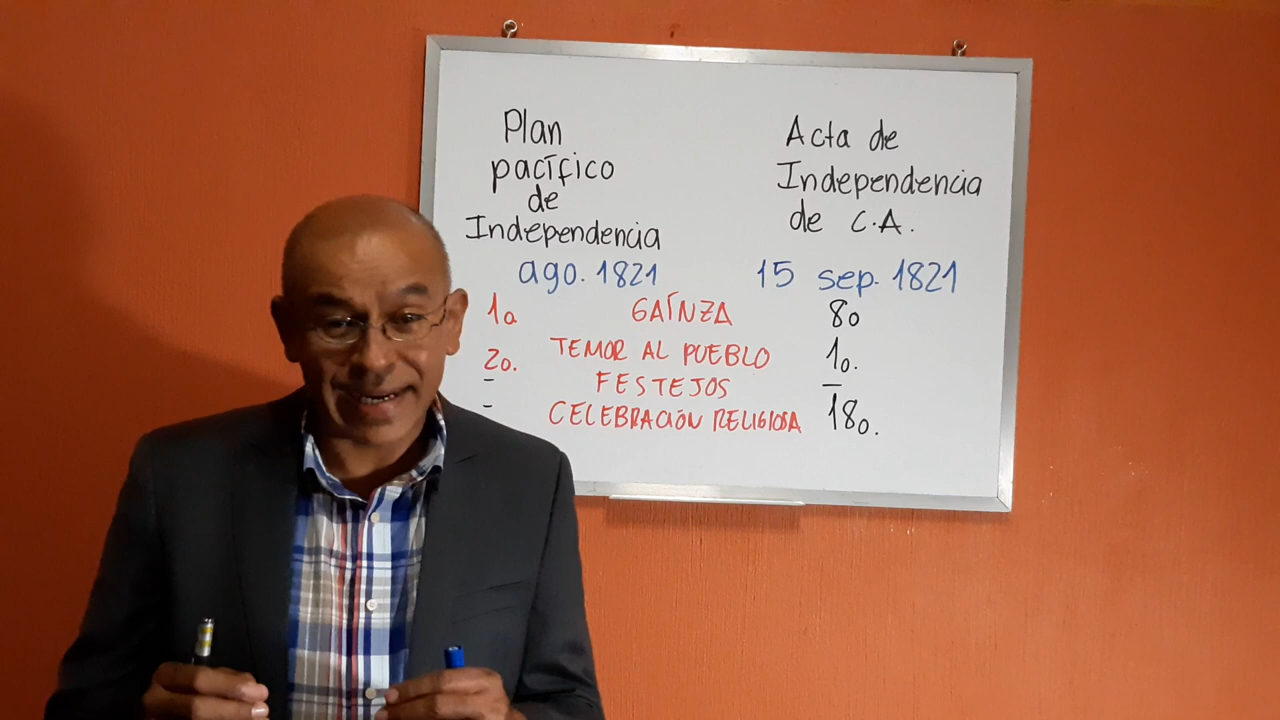 Plan
pacífico
de
Independencia
ago. 1821
Acta de
Independencia
de C.A.
15 sep. 1821
1o GAÍNZA 8o
2o. TEMOR AL PUEBLO 1o.
- FESTEJOS -
- CELEBRACIÓN RELIGIOSA 18o.